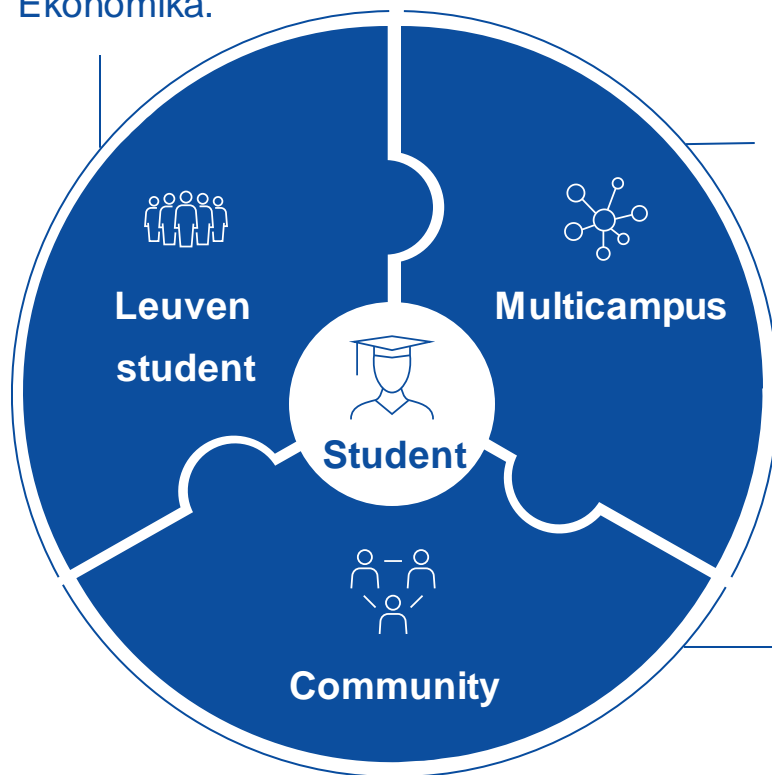 Ekonomika.
Leuven
student
Multicampus
Student
Community